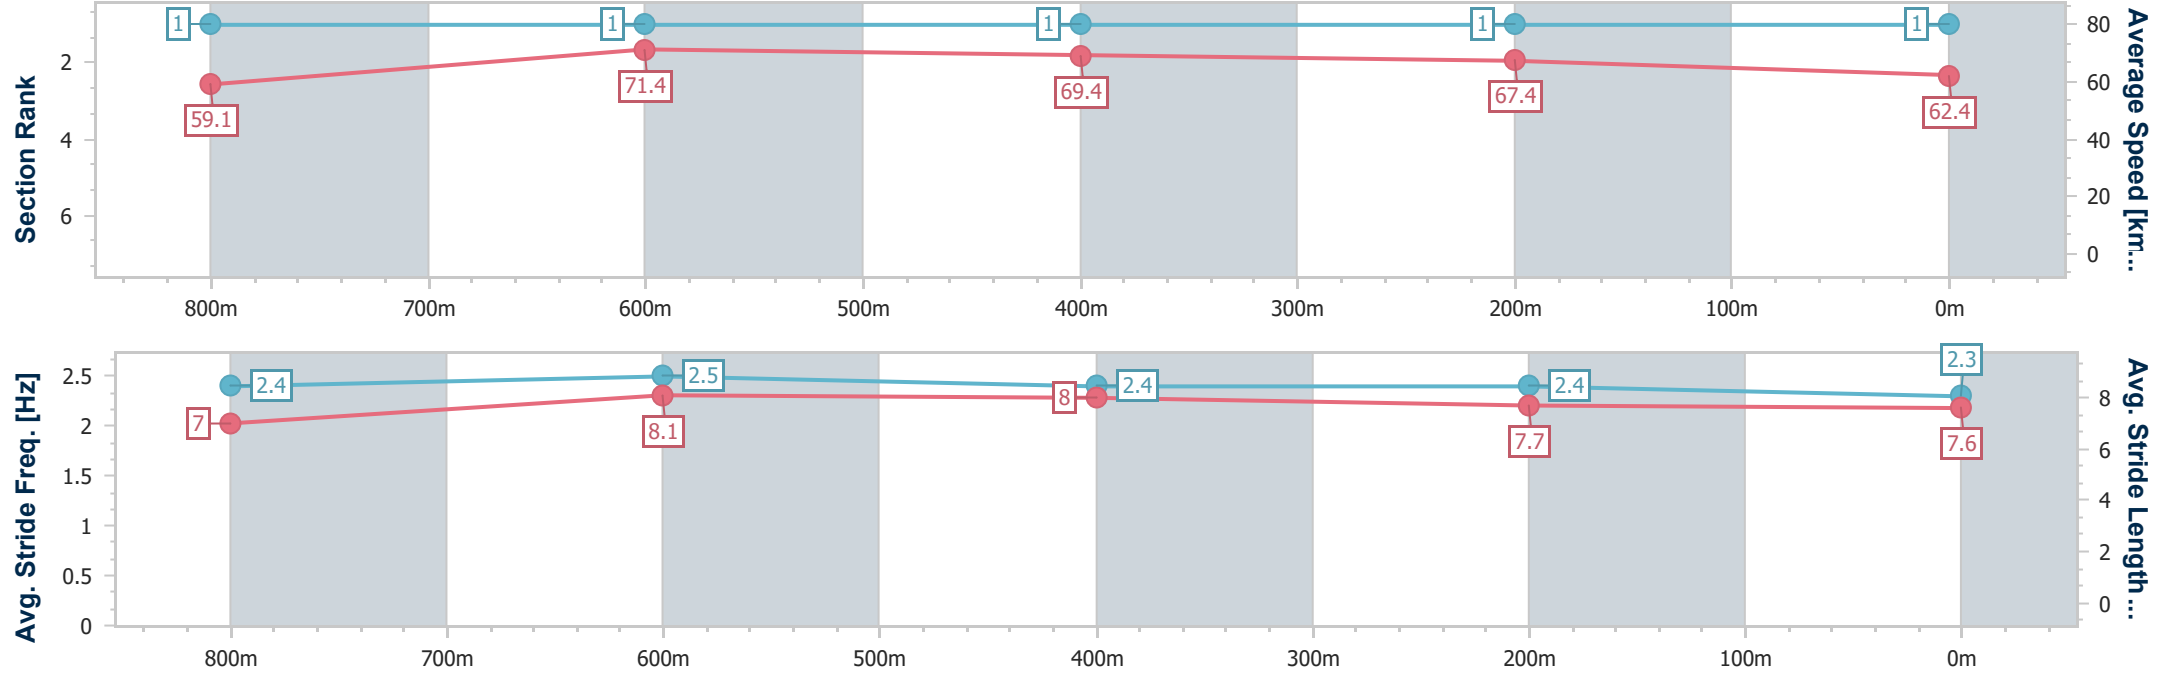 Section Rank
2
4
6
1
1
1
1
1
59.1
71.4
69.4
67.4
62.4
80
60
40
20
0
Average Speed [km...
800m
700m
600m
500m
400m
300m
200m
100m
0m
Avg. Stride Freq. [Hz]
2.5
2
1.5
1
0.5
0
2.4
2.5
2.4
2.4
2.3
7
8.1
8
7.7
7.6
8
6
4
2
0
Avg. Stride Length ...
800m
700m
600m
500m
400m
300m
200m
100m
0m